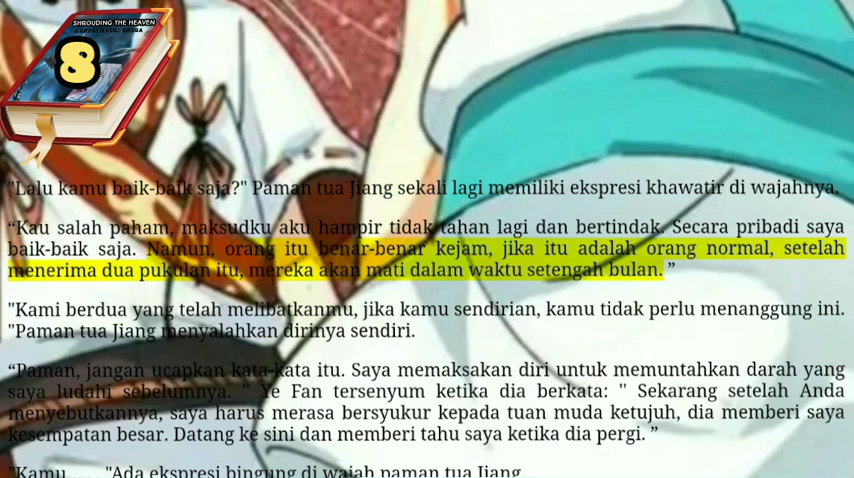 SHROUDING THE HEAVEN
8
"Lalu kamu baik-baik saja?" Paman tua Jiang sekali lagi memiliki ekspresi khawatir di wajahnya.
“Kau salah paham, maksudku aku hampir tidak tahan lagi dan bertindak. Secara pribadi saya
baik-baik saja. Namun, orang itu benar-benar kejam, jika itu adalah orang normal, setelah
menerima dua pukulan itu, mereka akan mati dalam waktu setengah bulan. ”
"Kami berdua yang telah melibatkanmu, jika kamu sendirian, kamu tidak perlu menanggung ini.
"Paman tua Jiang menyalahkan dirinya sendiri.
“Paman, jangan ucapkan kata-kata itu. Saya memaksakan diri untuk memuntahkan darah yang
saya ludahi sebelumnya. " Ye Fan tersenyum ketika dia berkata: " Sekarang setelah Anda
menyebutkannya, saya harus merasa bersyukur kepada tuan muda ketujuh, dia memberi saya
kesempatan besar. Datang ke sini dan memberi tahu saya ketika dia pergi. ”
"Kamu...... "Ada ekspresi bingung di wajah paman tua Jiang.